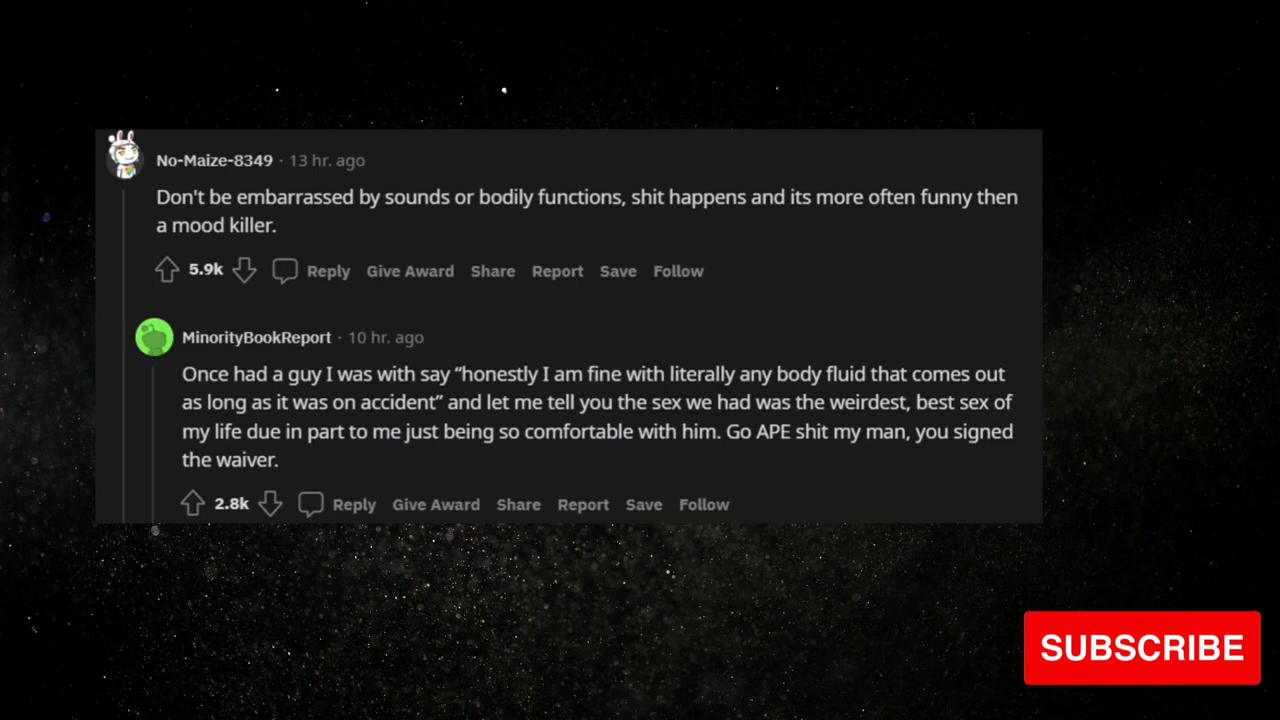 No-Maize-8349 · 13 hr. ago
Don't be embarrassed by sounds or bodily functions, shit happens and its more often funny then
a mood killer.
5.9k Reply Give Award Share Report Save Follow
MinorityBookReport · 10 hr. ago
Once had a guy I was with say “honestly I am fine with literally any body fluid that comes out
as long as it was on accident” and let me tell you the sex we had was the weirdest, best sex of
my life due in part to me just being so comfortable with him. Go APE shit my man, you signed
the waiver.
2.8k Reply Give Award Share Report Save Follow
SUBSCRIBE